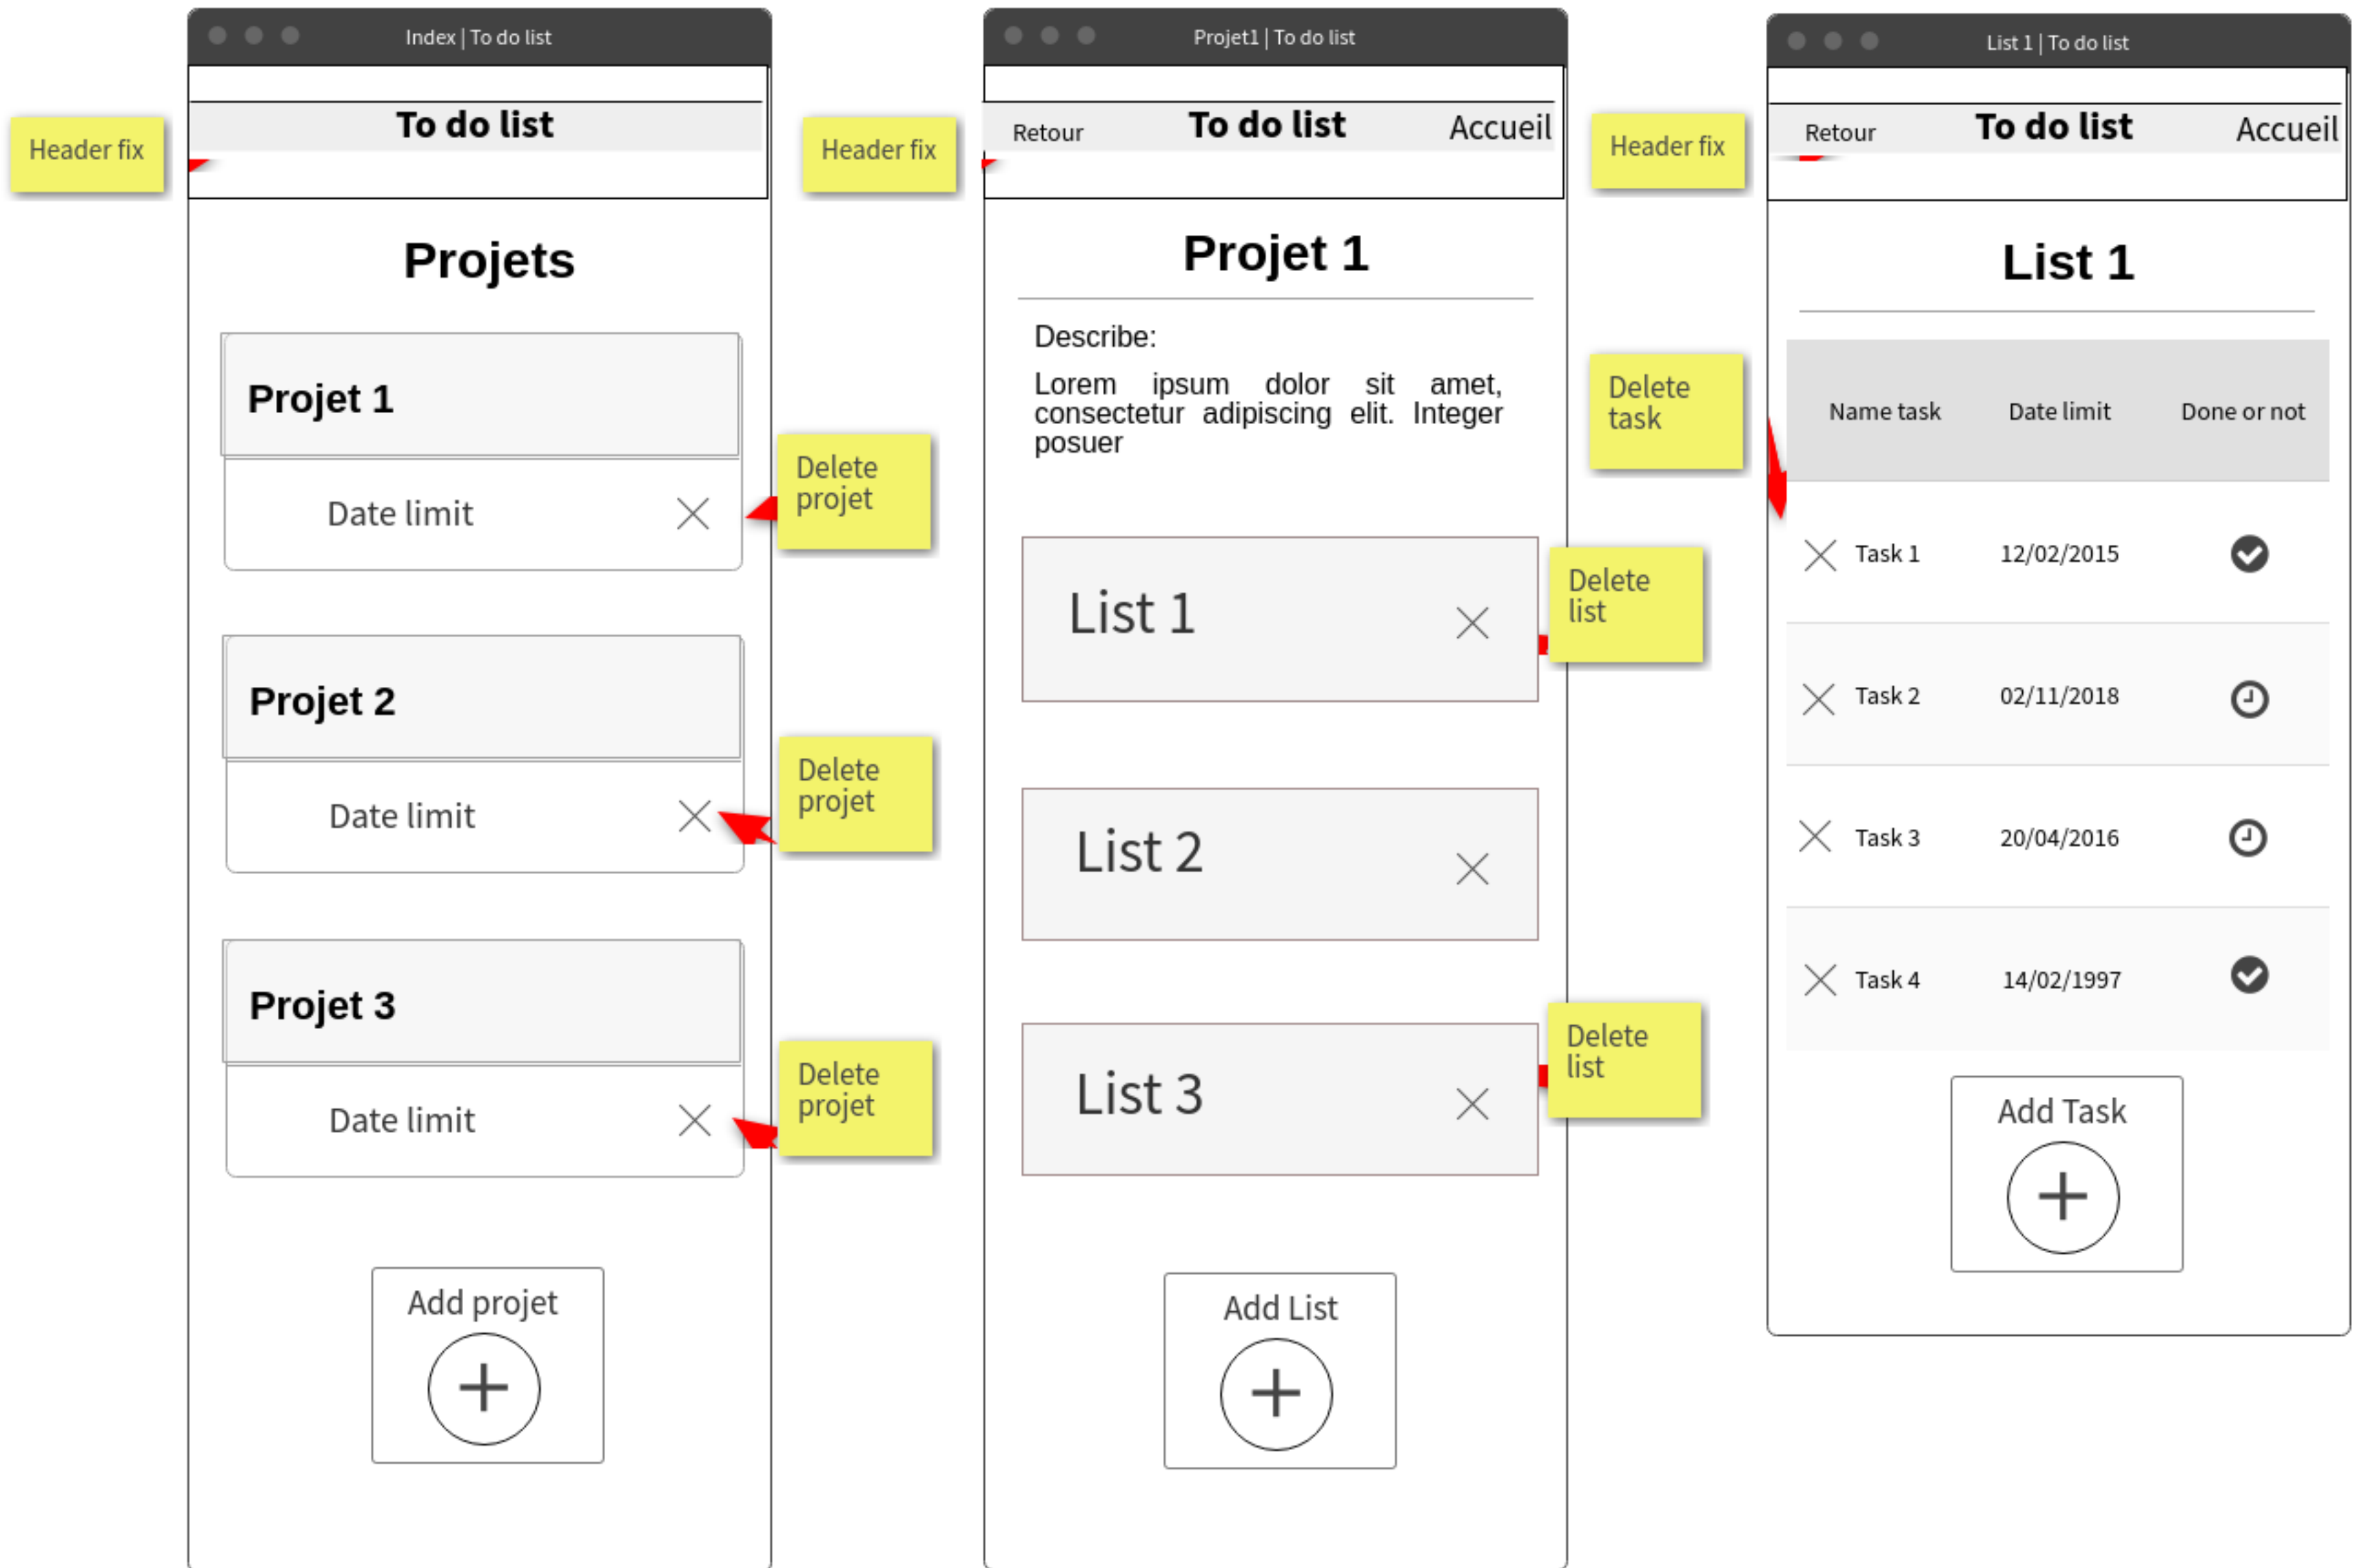 Index | To do list
Header fix
To do list
Projets
Projet 1
Date limit
Delete
projet
Projet 2
Date limit
Delete
projet
Projet 3
Date limit
Delete
projet
Add projet
Projet1 | To do list
Header fix
Retour To do list Accueil
Projet 1
Describe:
Lorem ipsum dolor sit amet,
consectetur adipiscing elit. Integer
posuer
List 1
Delete
list
List 2
List 3
Delete
list
Add List
List 1 | To do list
Header fix
Retour To do list Accueil
List 1
Delete
task
Name task Date limit Done or not
Task 1 12/02/2015
Task 2 02/11/2018
Task 3 20/04/2016
Task 4 14/02/1997
Add Task